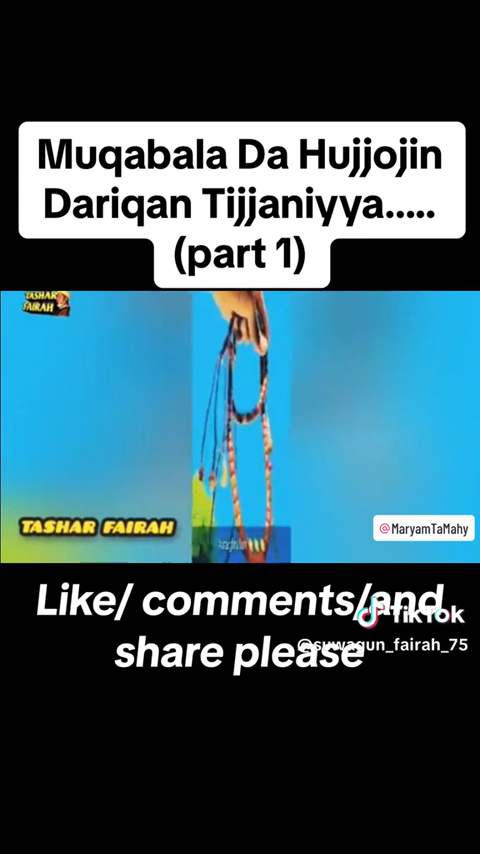 Muqabala Da Hujjojin
Dariqan Tijjaniyya.....
(part 1)
TASHAR
FAIRAH
TASHAR FAIRAH
@MaryamTaMahy
Like/ comments/and
share please
TikTok
@suwagun_fairah_75